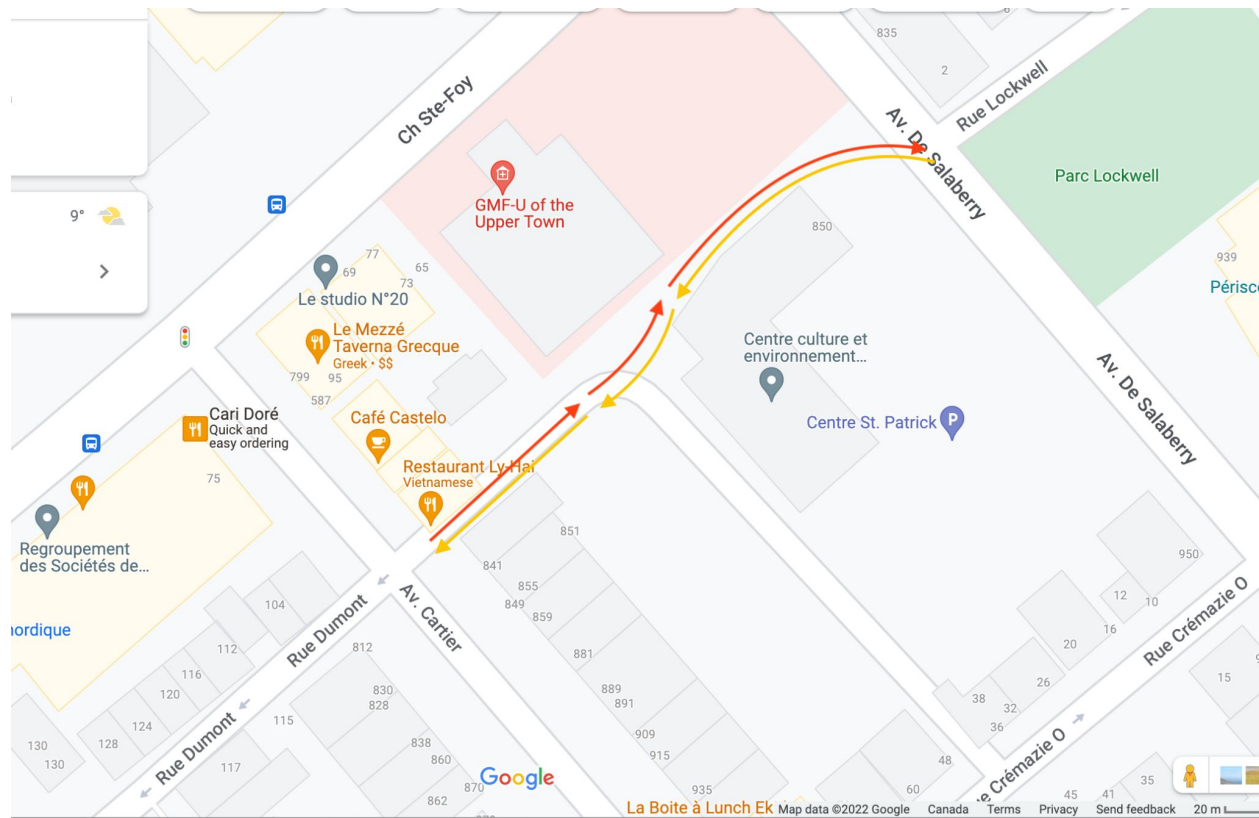 835
2
Rue Lockwell
Ch Ste-Foy
Av. De Salaberry
Parc Lockwell
9°
GMF-U of the
Upper Town
850
939
77
69
65
73
Le studio N°20
Périsc
Le Mezzé
Taverna Grecque
Greek · $$
799
95
587
Centre culture et
environnement...
Av. De Salaberry
Cari Doré
Quick and
easy ordering
Café Castelo
Centre St. Patrick
P
75
Restaurant Ly-Hai
Vietnamese
Regroupement
des Sociétés de...
851
841
950
855
849
859
104
Av. Cartier
12
10
16
Rue Crémazie O
nordique
Rue Dumont
812
112
20
881
116
26
15
120
830
828
889
891
38
32
36
124
115
130
130
128
Rue Dumont
838
909
915
860
117
48
Google
870
862
935
60
e Crémazie O
35
45
41
La Boite à Lunch Ek
Map data ©2022 Google
Canada
Terms
Privacy
Send feedback
20 m